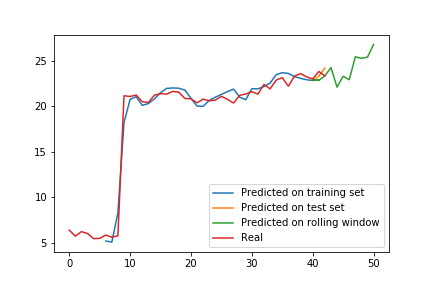 25
20
15
10
5
0
10
20
30
40
50
Predicted on training set
Predicted on test set
Predicted on rolling window
Real